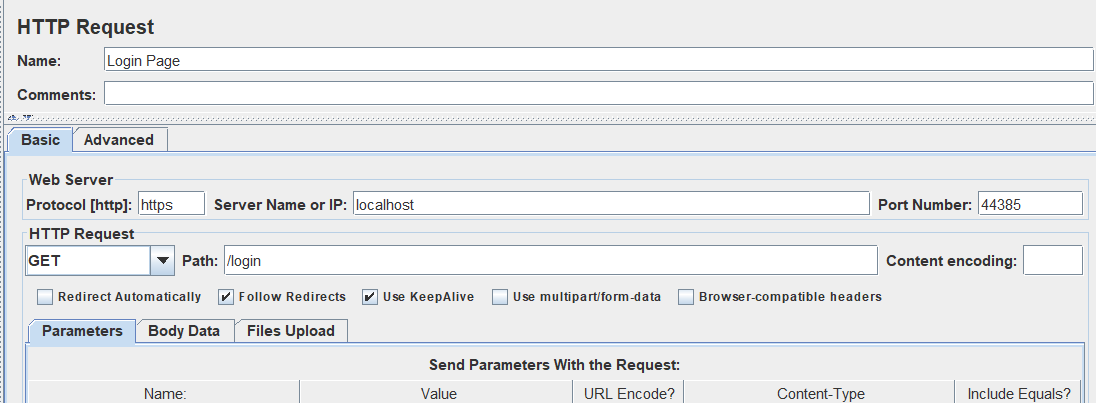 HTTP Request
Name: Login Page
Comments:
Basic Advanced
Web Server
Protocol [http]: https Server Name or IP: localhost Port Number: 44385
HTTP Request
GET Path: /login Content encoding:
Redirect Automatically Follow Redirects Use KeepAlive Use multipart/form-data Browser-compatible headers
Parameters Body Data Files Upload
Send Parameters With the Request:
Name: Value URL Encode? Content-Type Include Equals?